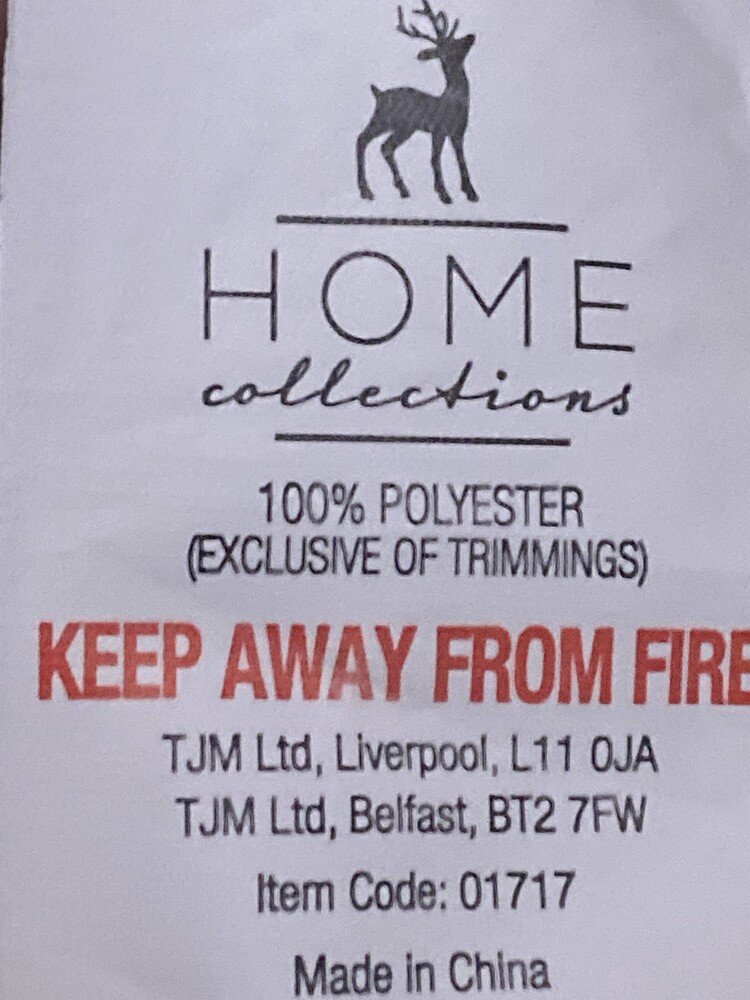 HOME
collections
100% POLYESTER
(EXCLUSIVE OF TRIMMINGS)
KEEP AWAY FROM FIRE
TJM Ltd, Liverpool, L11 0JA
TJM Ltd, Belfast, BT2 7FW
Item Code: 01717
Made in China